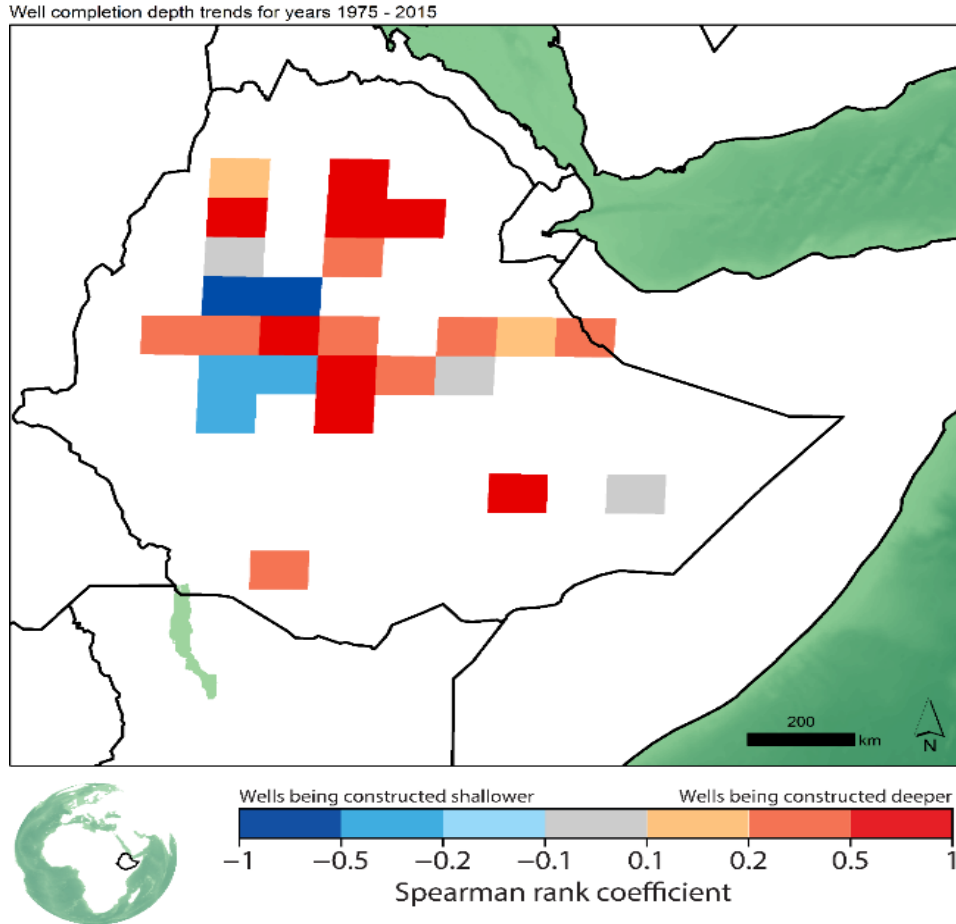 Well completion depth trends for years 1975 - 2015
200
km
N
Wells being constructed shallower
Wells being constructed deeper
−1 −0.5 −0.2 −0.1 0.1 0.2 0.5 1
Spearman rank coefficient